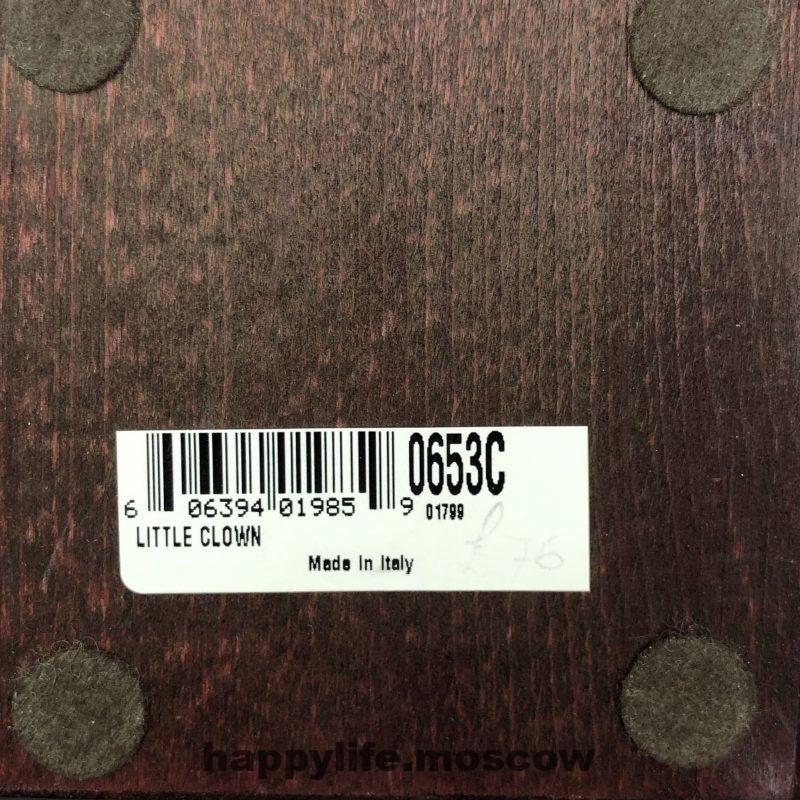 0653C
6 06394 01985 9 01799
LITTLE CLOWN
£ 76
Made in Italy
happylife.moscow